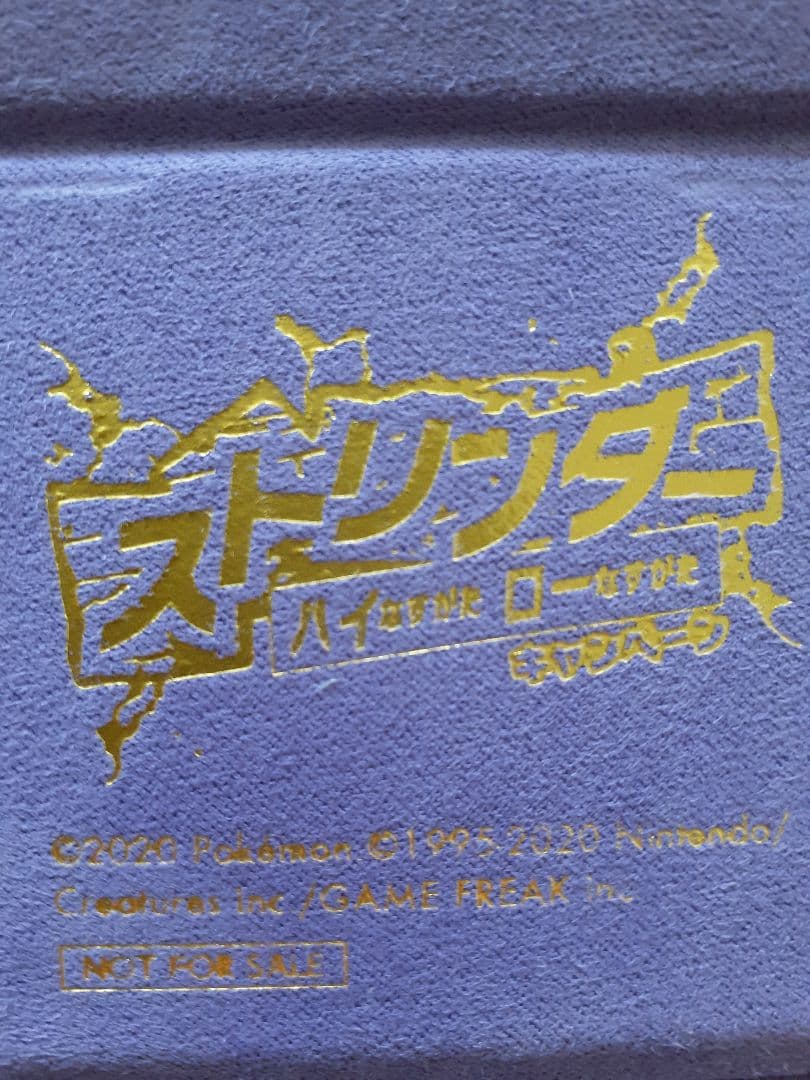 ストリンダー
ハイなすがた ローなすがた
キャンペーン
©2020 Pokémon. ©1995-2020 Nintendo/
Creatures Inc./GAME FREAK inc.
NOT FOR SALE